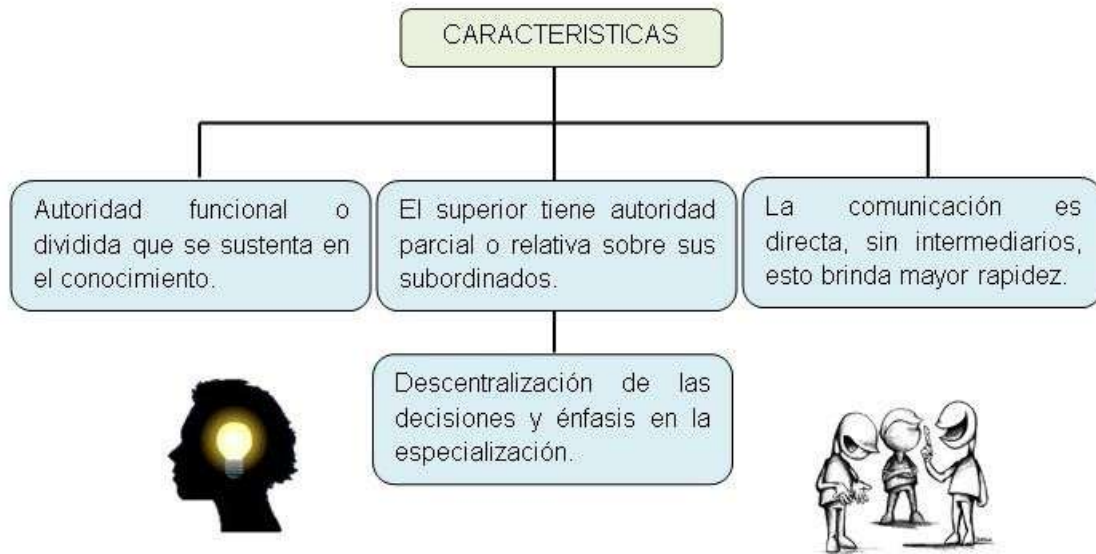 CARACTERISTICAS
Autoridad funcional o
dividida que se sustenta en
el conocimiento.
El superior tiene autoridad
parcial o relativa sobre sus
subordinados.
La comunicación es
directa, sin intermediarios,
esto brinda mayor rapidez.
Descentralización de las
decisiones y énfasis en la
especialización.